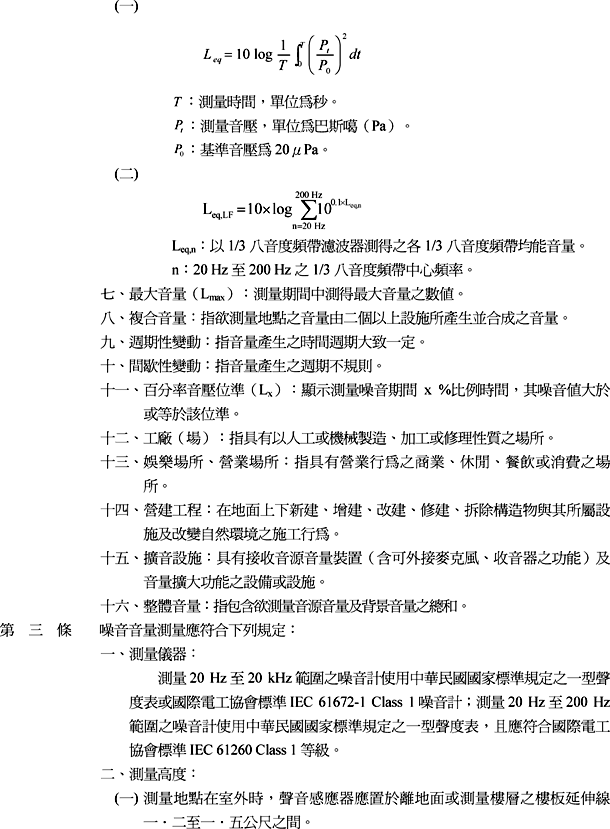 (一)
L_eq = 10 log 1/T ∫₀ᵀ (P_t/P_0)² dt
T：測量時間，單位為秒。
P_t：測量音壓，單位為巴斯噶（Pa）。
P_0：基準音壓為 20 μ Pa。
(二)
L_eq,LF = 10×log ∑_{n=20 Hz}^{200 Hz} 10^{0.1×L_eq,n}
L_eq,n：以 1/3 八音度頻帶濾波器測得之各 1/3 八音度頻帶均能音量。
n：20 Hz 至 200 Hz 之 1/3 八音度頻帶中心頻率。
七、最大音量（L_max）：測量期間中測得最大音量之數值。
八、複合音量：指欲測量地點之音量由二個以上設施所產生並合成之音量。
九、週期性變動：指音量產生之時間週期大致一定。
十、間歇性變動：指音量產生之週期不規則。
十一、百分率音壓位準（L_x）：顯示測量噪音期間 x %比例時間，其噪音值大於
或等於該位準。
十二、工廠（場）：指具有以人工或機械製造、加工或修理性質之場所。
十三、娛樂場所、營業場所：指具有營業行為之商業、休閒、餐飲或消費之場
所。
十四、營建工程：在地面上下新建、增建、改建、修建、拆除構造物與其所屬設
施及改變自然環境之施工行為。
十五、擴音設施：具有接收音源音量裝置（含可外接麥克風、收音器之功能）及
音量擴大功能之設備或設施。
十六、整體音量：指包含欲測量音源音量及背景音量之總和。
第 三 條 噪音音量測量應符合下列規定：
一、測量儀器：
測量 20 Hz 至 20 kHz 範圍之噪音計使用中華民國國家標準規定之一型聲
度表或國際電工協會標準 IEC 61672-1 Class 1 噪音計；測量 20 Hz 至 200 Hz
範圍之噪音計使用中華民國國家標準規定之一型聲度表，且應符合國際電工
協會標準 IEC 61260 Class 1 等級。
二、測量高度：
(一) 測量地點在室外時，聲音感應器應置於離地面或測量樓層之樓板延伸線
一．二至一．五公尺之間。